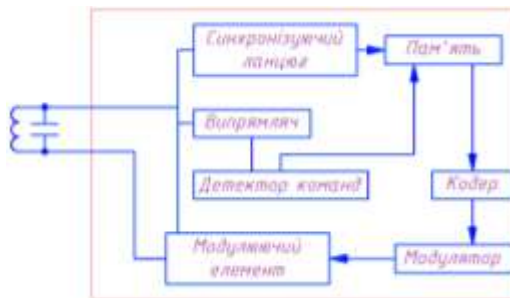 Синхронізуючий
ланцюг
Пам'ять
Випрямляч
Детектор команд
Кодер
Модулюючий
елемент
Модулятор